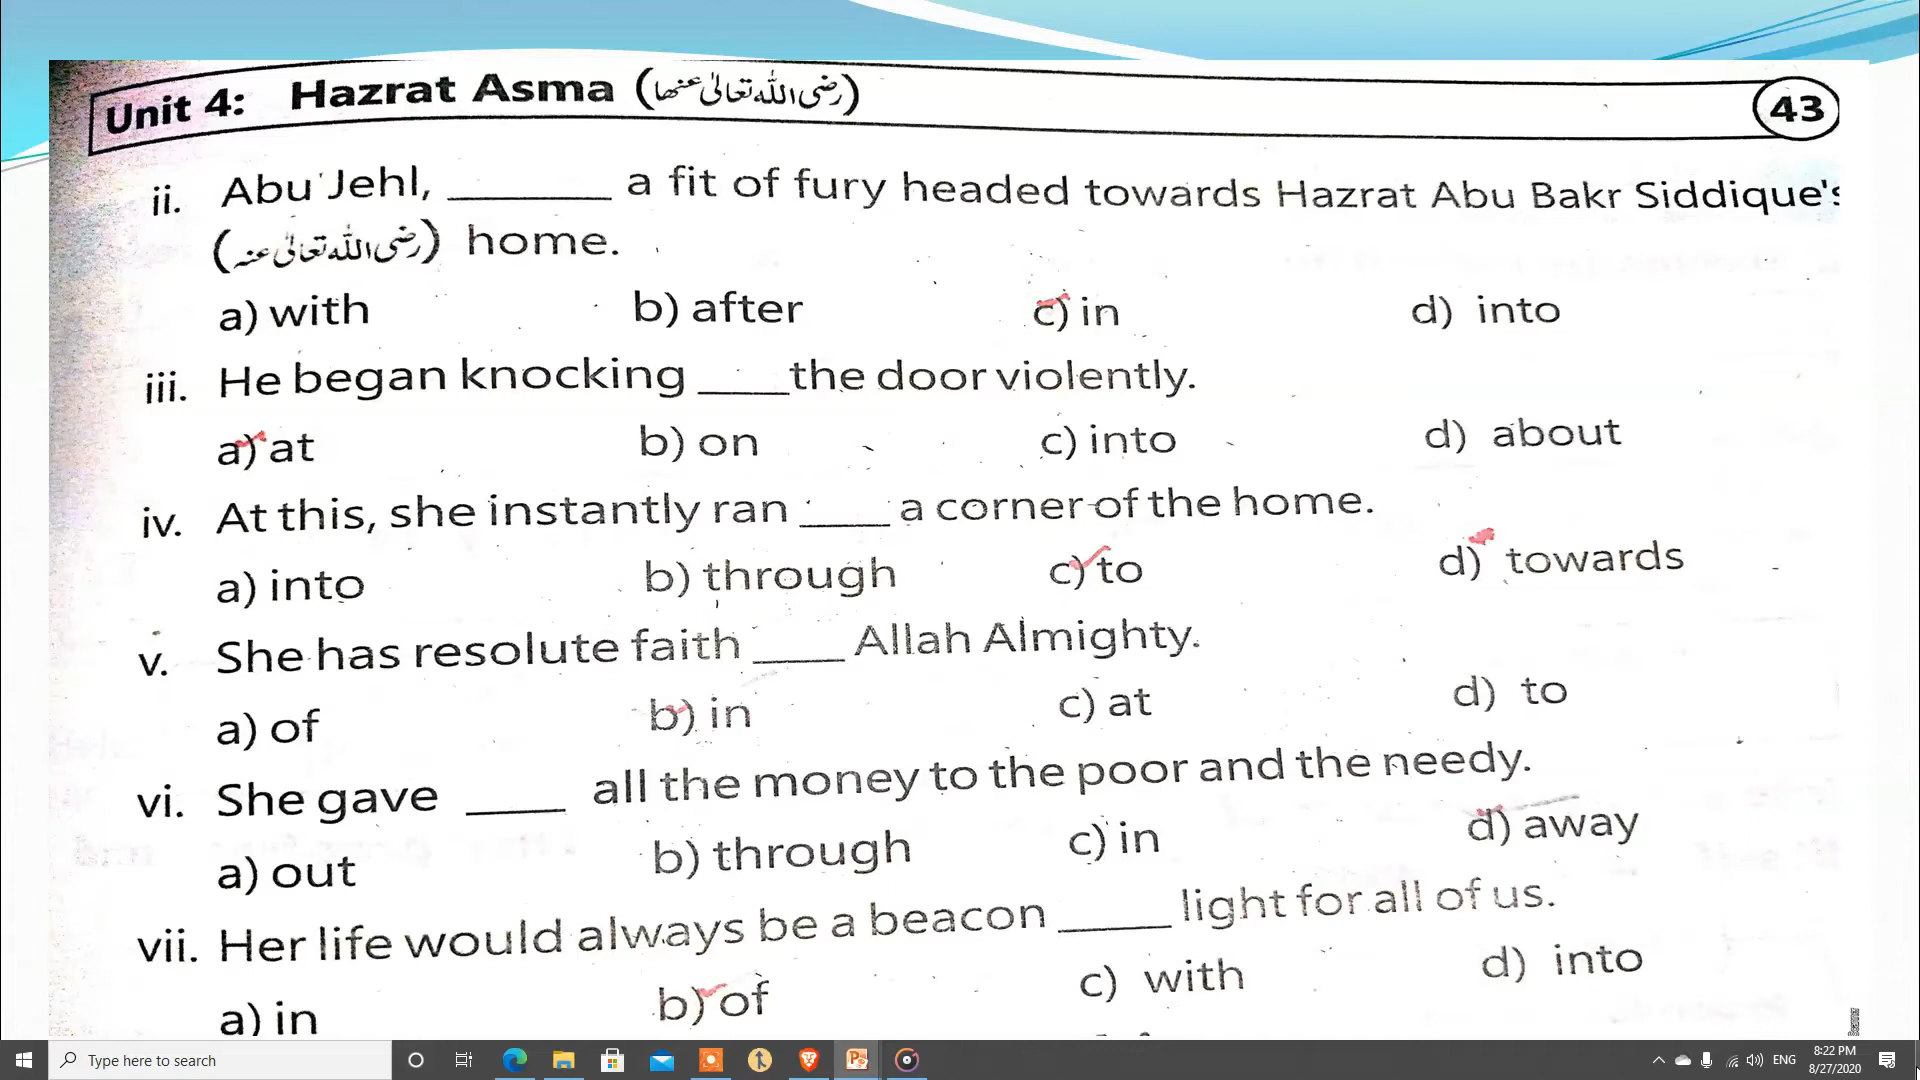 Unit 4: Hazrat Asma (رضی اللہ تعالیٰ عنھا) 43
ii. Abu Jehl, ________ a fit of fury headed towards Hazrat Abu Bakr Siddique's
(رضی اللہ تعالیٰ عنہ) home.
a) with b) after c) in d) into
iii. He began knocking ____ the door violently.
a) at b) on c) into d) about
iv. At this, she instantly ran ____ a corner of the home.
a) into b) through c) to d) towards
v. She has resolute faith ____ Allah Almighty.
a) of b) in c) at d) to
vi. She gave ____ all the money to the poor and the needy.
a) out b) through c) in d) away
vii. Her life would always be a beacon _____ light for all of us.
a) in b) of c) with d) into
Type here to search
ENG
8:22 PM
8/27/2020